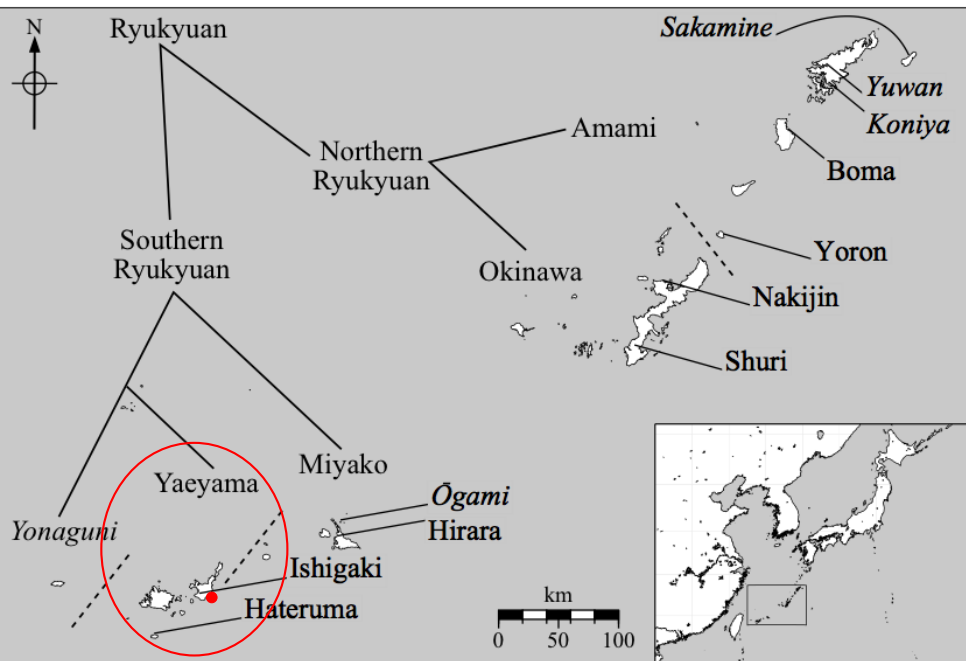 N
Ryukyuan
Sakamine
Yuwan
Koniya
Amami
Northern
Ryukyuan
Boma
Southern
Ryukyuan
Okinawa
Yoron
Nakijin
Shuri
Yaeyama
Miyako
Yonaguni
Ōgami
Hirara
Ishigaki
Hateruma
km
0 50 100